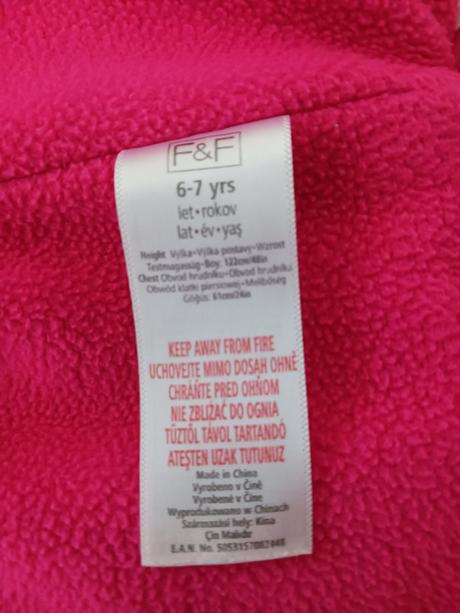 F&F
6-7 yrs
let•rokov
lat•év•yaş
Height Výška•Výška postavy•Wzrost
Testmagasság•Boy: 122cm/48in
Chest Obvod hrudníku•Obvod hrudníka
Obwód klatki piersiowej•Mellbőség
Göğüs: 61cm/24in
KEEP AWAY FROM FIRE
UCHOVEJTE MIMO DOSAH OHNĚ
CHRÁŇTE PRED OHŇOM
NIE ZBLIŻAĆ DO OGNIA
TŰZTŐL TÁVOL TARTANDÓ
ATEŞTEN UZAK TUTUNUZ
Made in China
Vyrobeno v Číně
Vyrobené v Číne
Wyprodukowano w Chinach
Származási hely: Kína
Çin Malıdır
E.A.N. No. 5053157082448